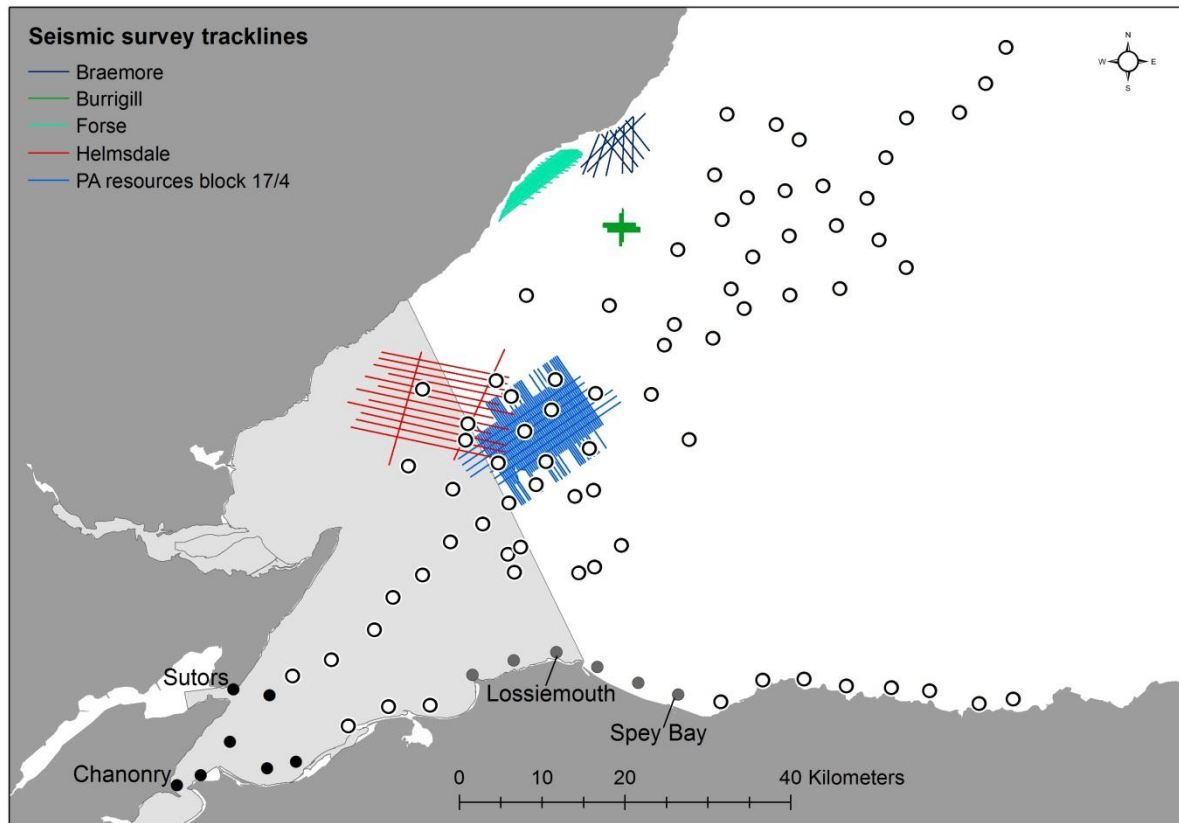 Seismic survey tracklines
Braemore
Burrigill
Forse
Helmsdale
PA resources block 17/4
N
W E
S
Sutors
Lossiemouth
Spey Bay
Chanonry
0 10 20 40 Kilometers